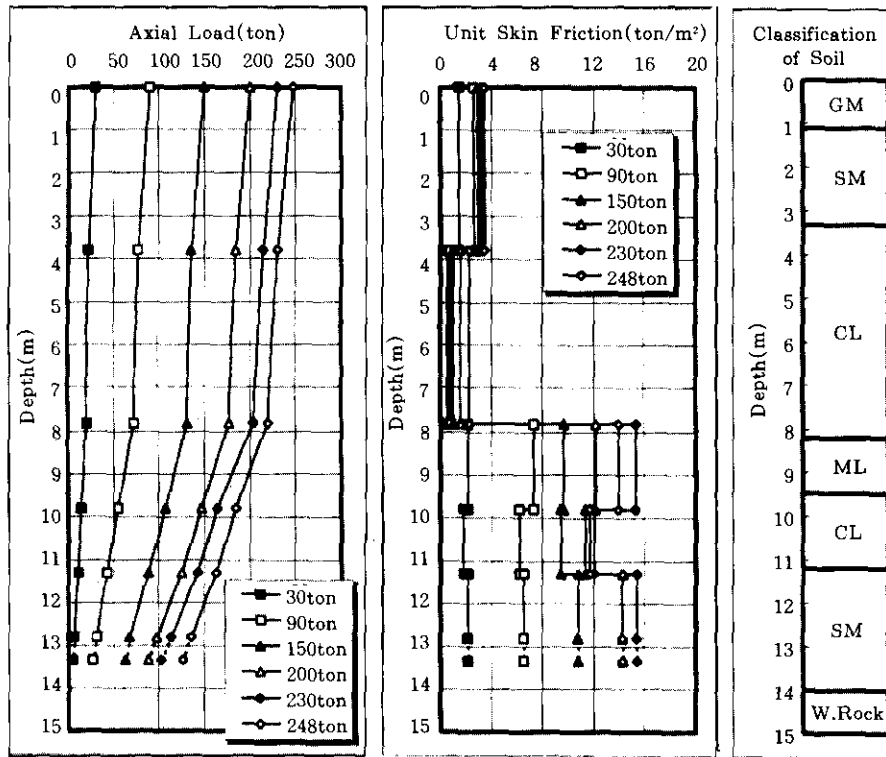 Axial Load(ton)
0 50 100 150 200 250 300
Depth(m)
0
1
2
3
4
5
6
7
8
9
10
11
12
13
14
15
30ton
90ton
150ton
200ton
230ton
248ton
Unit Skin Friction(ton/m²)
0 4 8 12 16 20
Depth(m)
0
1
2
3
4
5
6
7
8
9
10
11
12
13
14
15
30ton
90ton
150ton
200ton
230ton
248ton
Classification
of Soil
Depth(m)
0
1
2
3
4
5
6
7
8
9
10
11
12
13
14
15
GM
SM
CL
ML
CL
SM
W.Rock